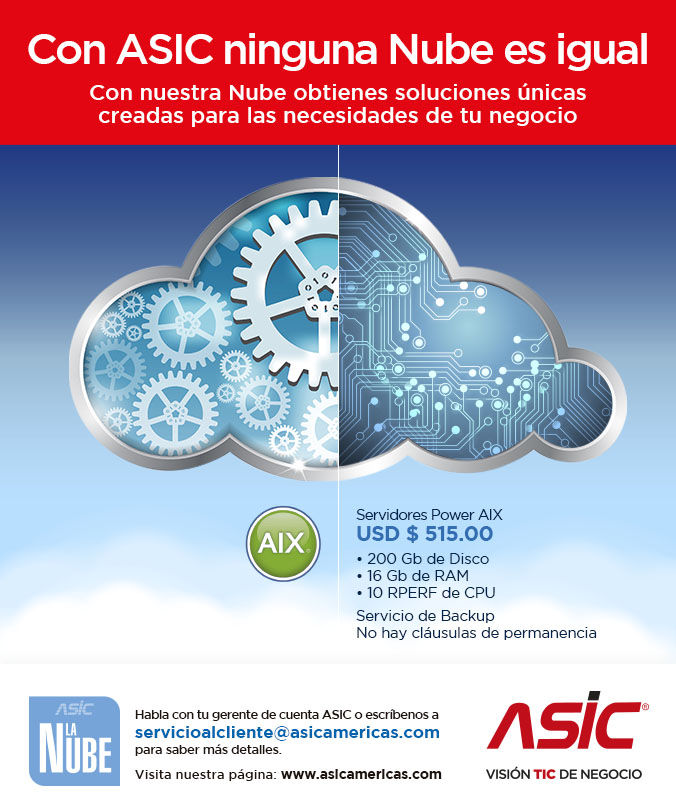 Con ASIC ninguna Nube es igual
Con nuestra Nube obtienes soluciones únicas
creadas para las necesidades de tu negocio
AIX
Servidores Power AIX
USD $ 515.00
• 200 Gb de Disco
• 16 Gb de RAM
• 10 RPERF de CPU
Servicio de Backup
No hay cláusulas de permanencia
ASIC
LA
NUBE
Habla con tu gerente de cuenta ASIC o escríbenos a
servicioalcliente@asicamericas.com
para saber más detalles.
Visita nuestra página: www.asicamericas.com
ASIC®
VISIÓN TIC DE NEGOCIO